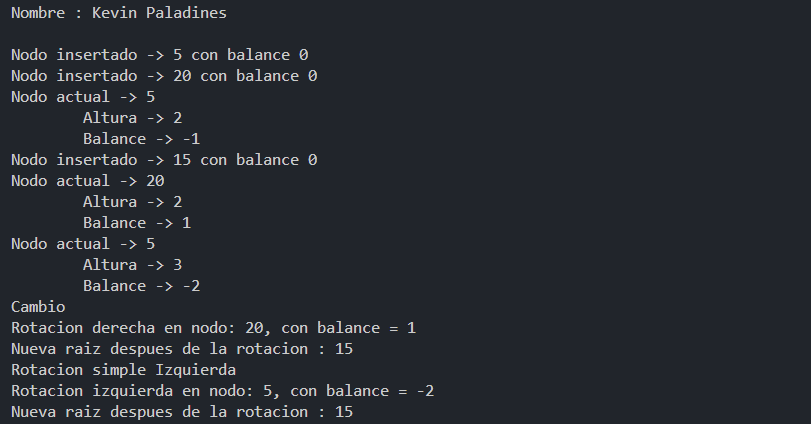 Nombre : Kevin Paladines
Nodo insertado -> 5 con balance 0
Nodo insertado -> 20 con balance 0
Nodo actual -> 5
Altura -> 2
Balance -> -1
Nodo insertado -> 15 con balance 0
Nodo actual -> 20
Altura -> 2
Balance -> 1
Nodo actual -> 5
Altura -> 3
Balance -> -2
Cambio
Rotacion derecha en nodo: 20, con balance = 1
Nueva raiz despues de la rotacion : 15
Rotacion simple Izquierda
Rotacion izquierda en nodo: 5, con balance = -2
Nueva raiz despues de la rotacion : 15